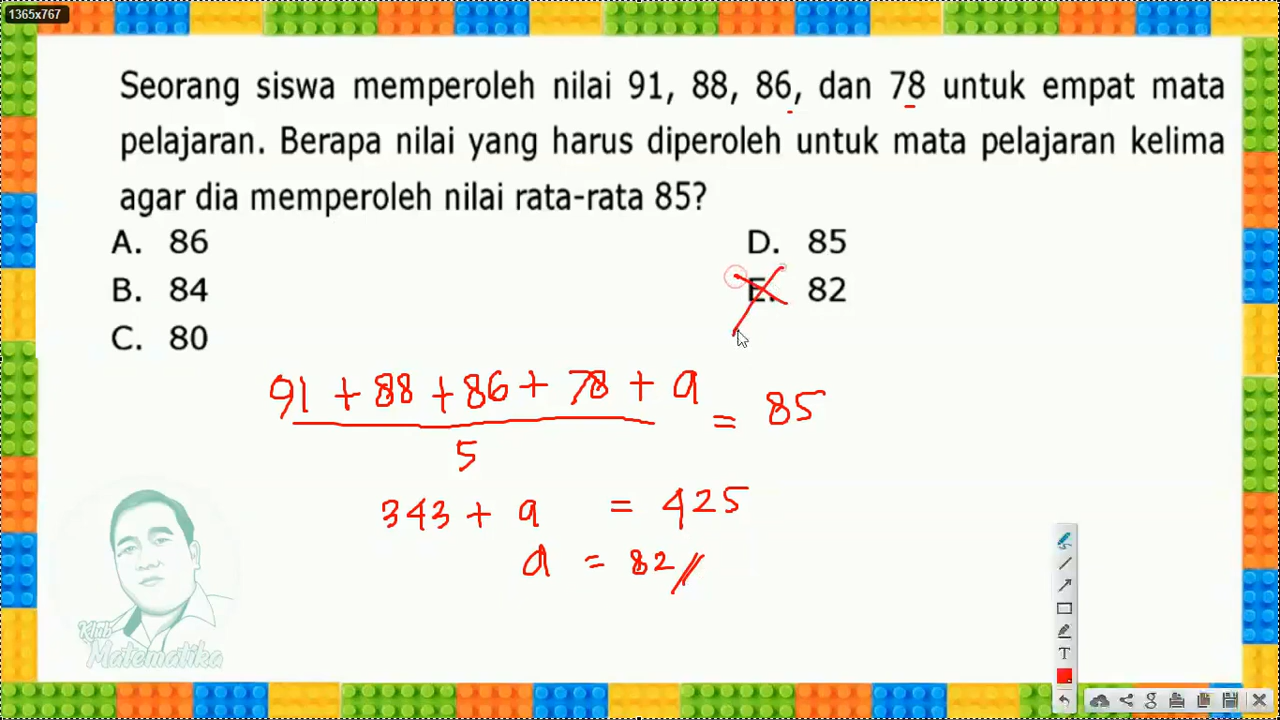 1365x767
Seorang siswa memperoleh nilai 91, 88, 86, dan 78 untuk empat mata
pelajaran. Berapa nilai yang harus diperoleh untuk mata pelajaran kelima
agar dia memperoleh nilai rata-rata 85?
A. 86
B. 84
C. 80
D. 85
E. 82
91 + 88 + 86 + 78 + a = 85
5
343 + a = 425
a = 82 //
Klub
Matematika
T